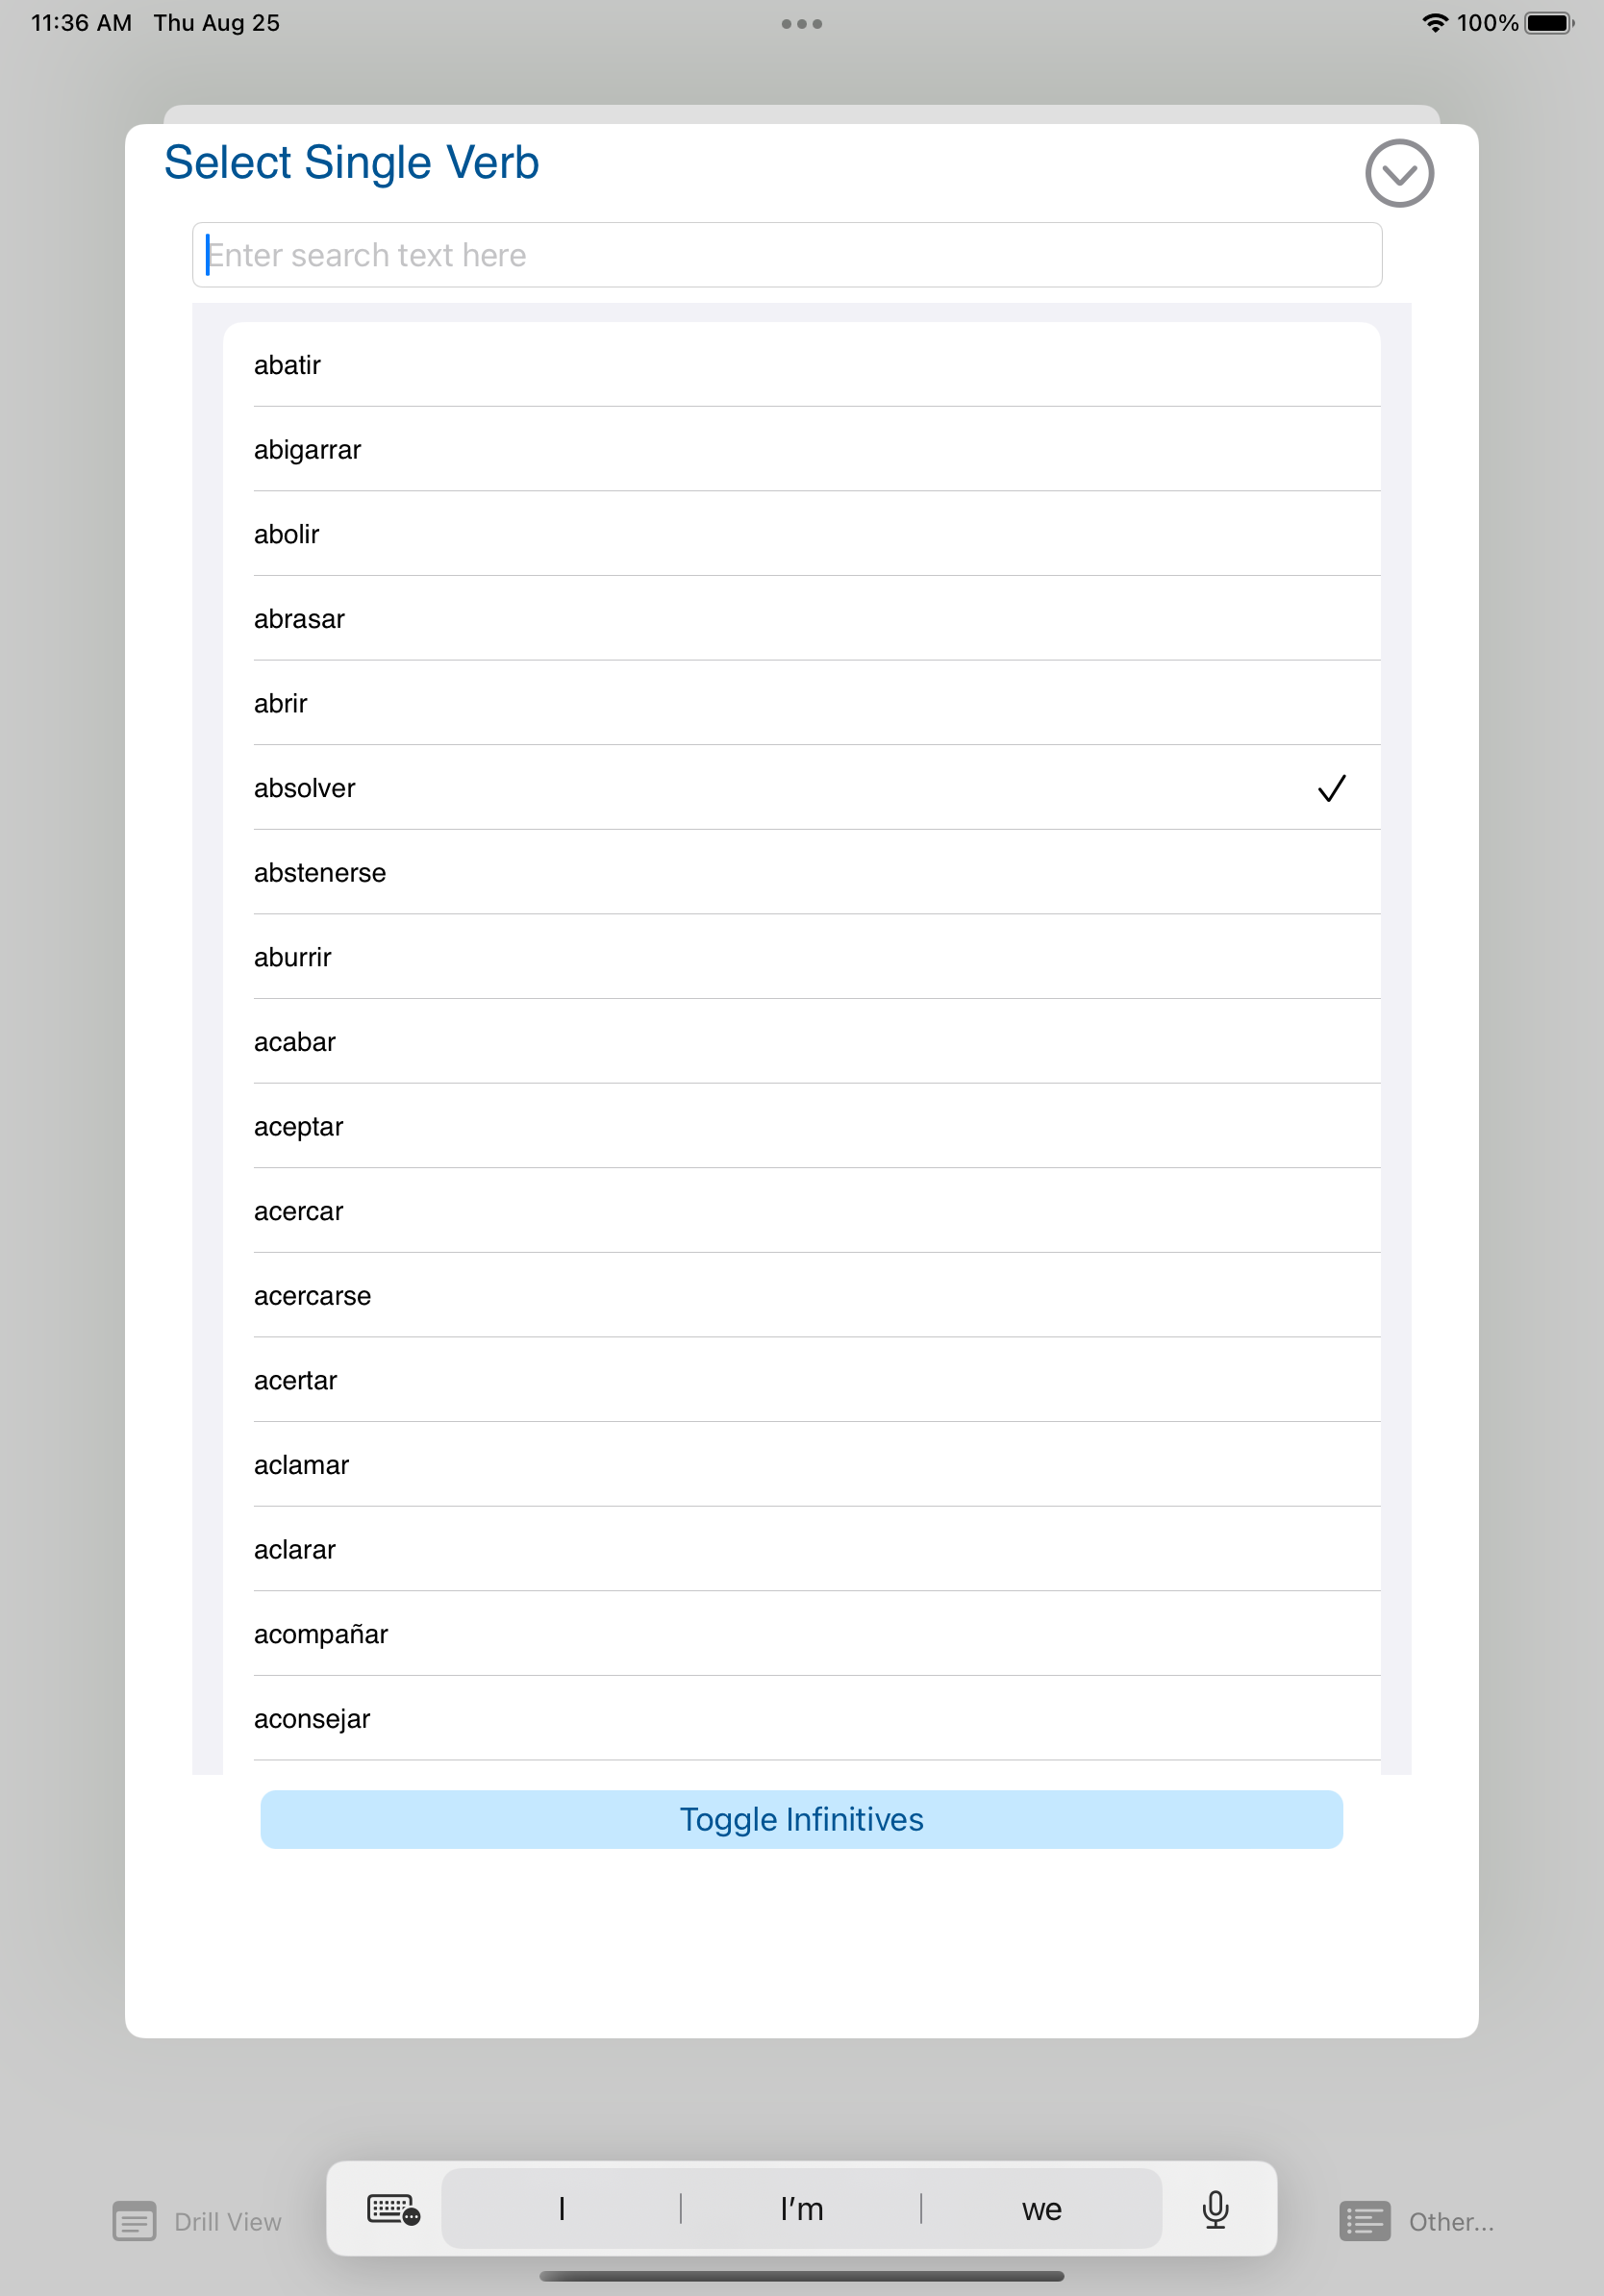 11:36 AM Thu Aug 25 100%
Select Single Verb
Enter search text here
abatir
abigarrar
abolir
abrasar
abrir
absolver
abstenerse
aburrir
acabar
aceptar
acercar
acercarse
acertar
aclamar
aclarar
acompañar
aconsejar
Toggle Infinitives
Drill View
I I'm we
Other...